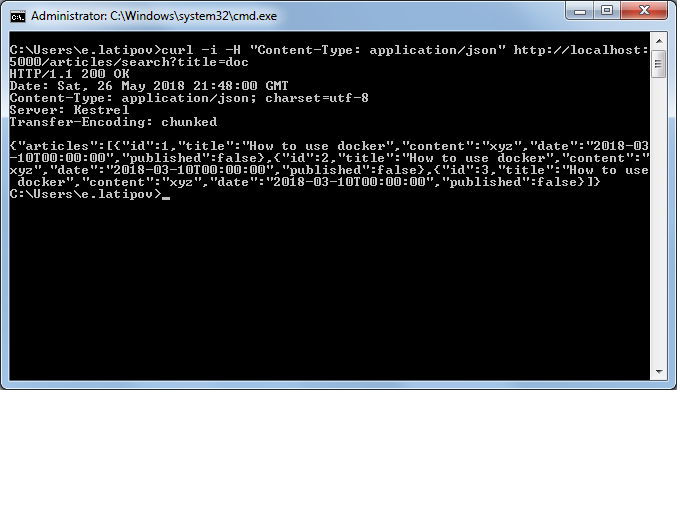 Administrator: C:\Windows\system32\cmd.exe
C:\Users\e.latipov>curl -i -H "Content-Type: application/json" http://localhost:
5000/articles/search?title=doc
HTTP/1.1 200 OK
Date: Sat, 26 May 2018 21:48:00 GMT
Content-Type: application/json; charset=utf-8
Server: Kestrel
Transfer-Encoding: chunked
{"articles":[{"id":1,"title":"How to use docker","content":"xyz","date":"2018-03
-10T00:00:00","published":false},{"id":2,"title":"How to use docker","content":"
xyz","date":"2018-03-10T00:00:00","published":false},{"id":3,"title":"How to use
 docker","content":"xyz","date":"2018-03-10T00:00:00","published":false}]}
C:\Users\e.latipov>_